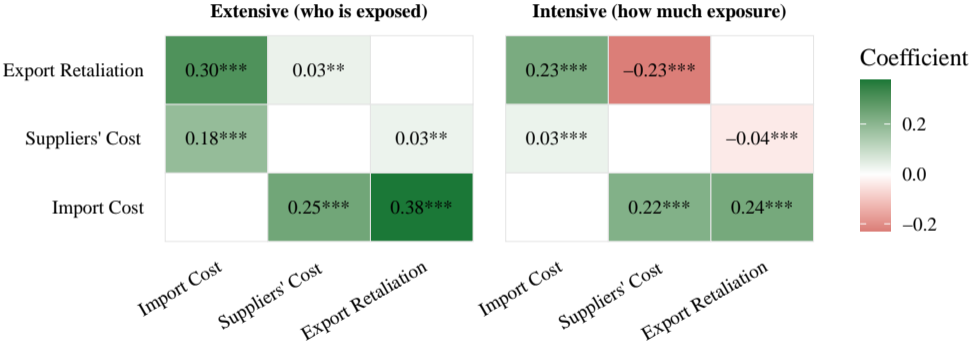 Extensive (who is exposed)
Intensive (how much exposure)
Export Retaliation
0.30***
0.03**
0.23***
–0.23***
Suppliers' Cost
0.18***
0.03**
0.03***
–0.04***
Import Cost
0.25***
0.38***
0.22***
0.24***
Import Cost
Suppliers' Cost
Export Retaliation
Import Cost
Suppliers' Cost
Export Retaliation
Coefficient
0.2
0.0
–0.2